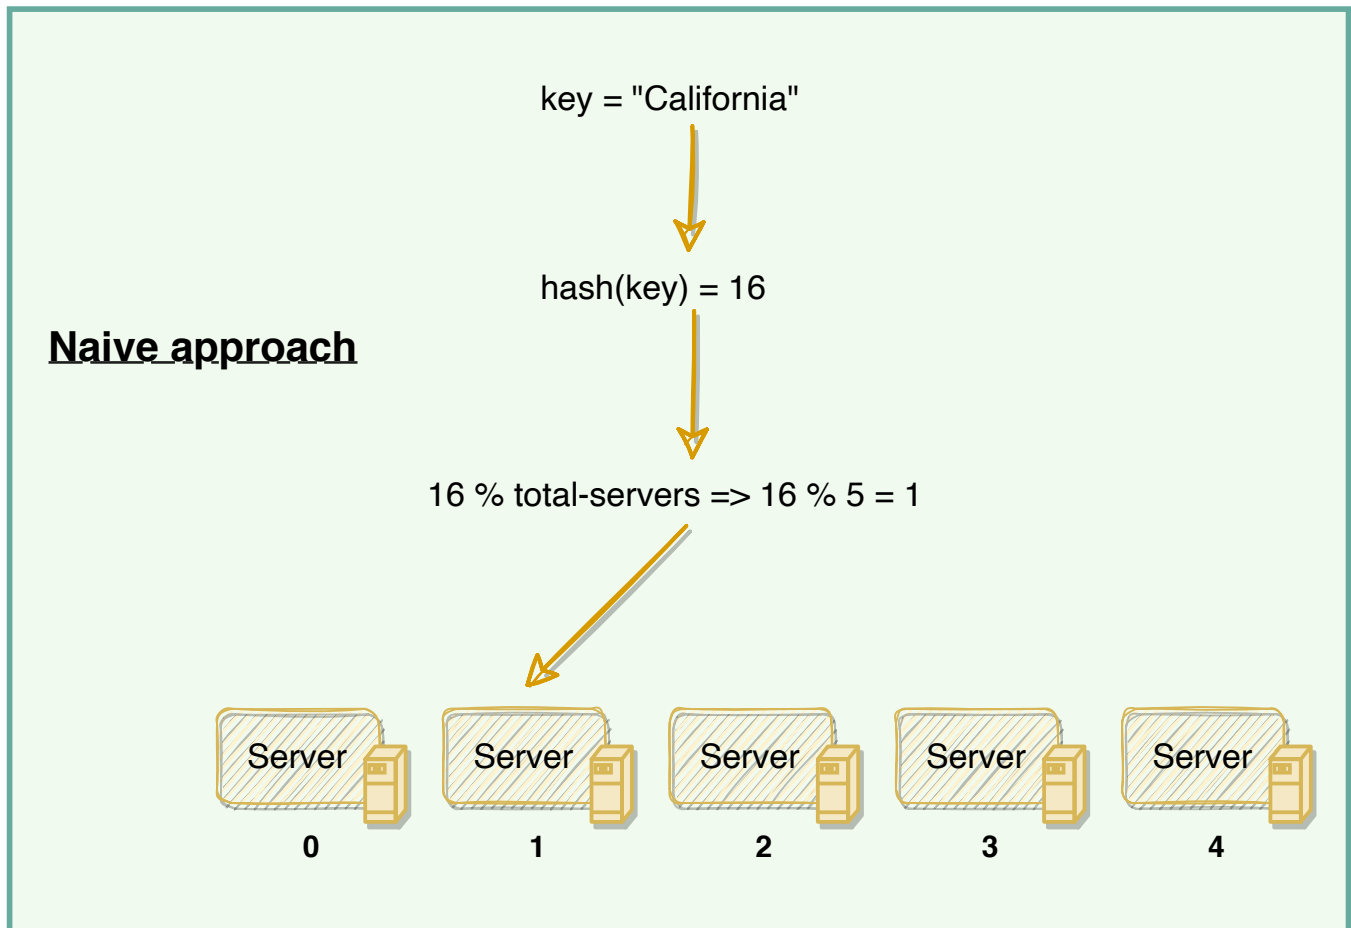 key = "California"
hash(key) = 16
Naive approach
16 % total-servers => 16 % 5 = 1
Server
Server
Server
Server
Server
0
1
2
3
4